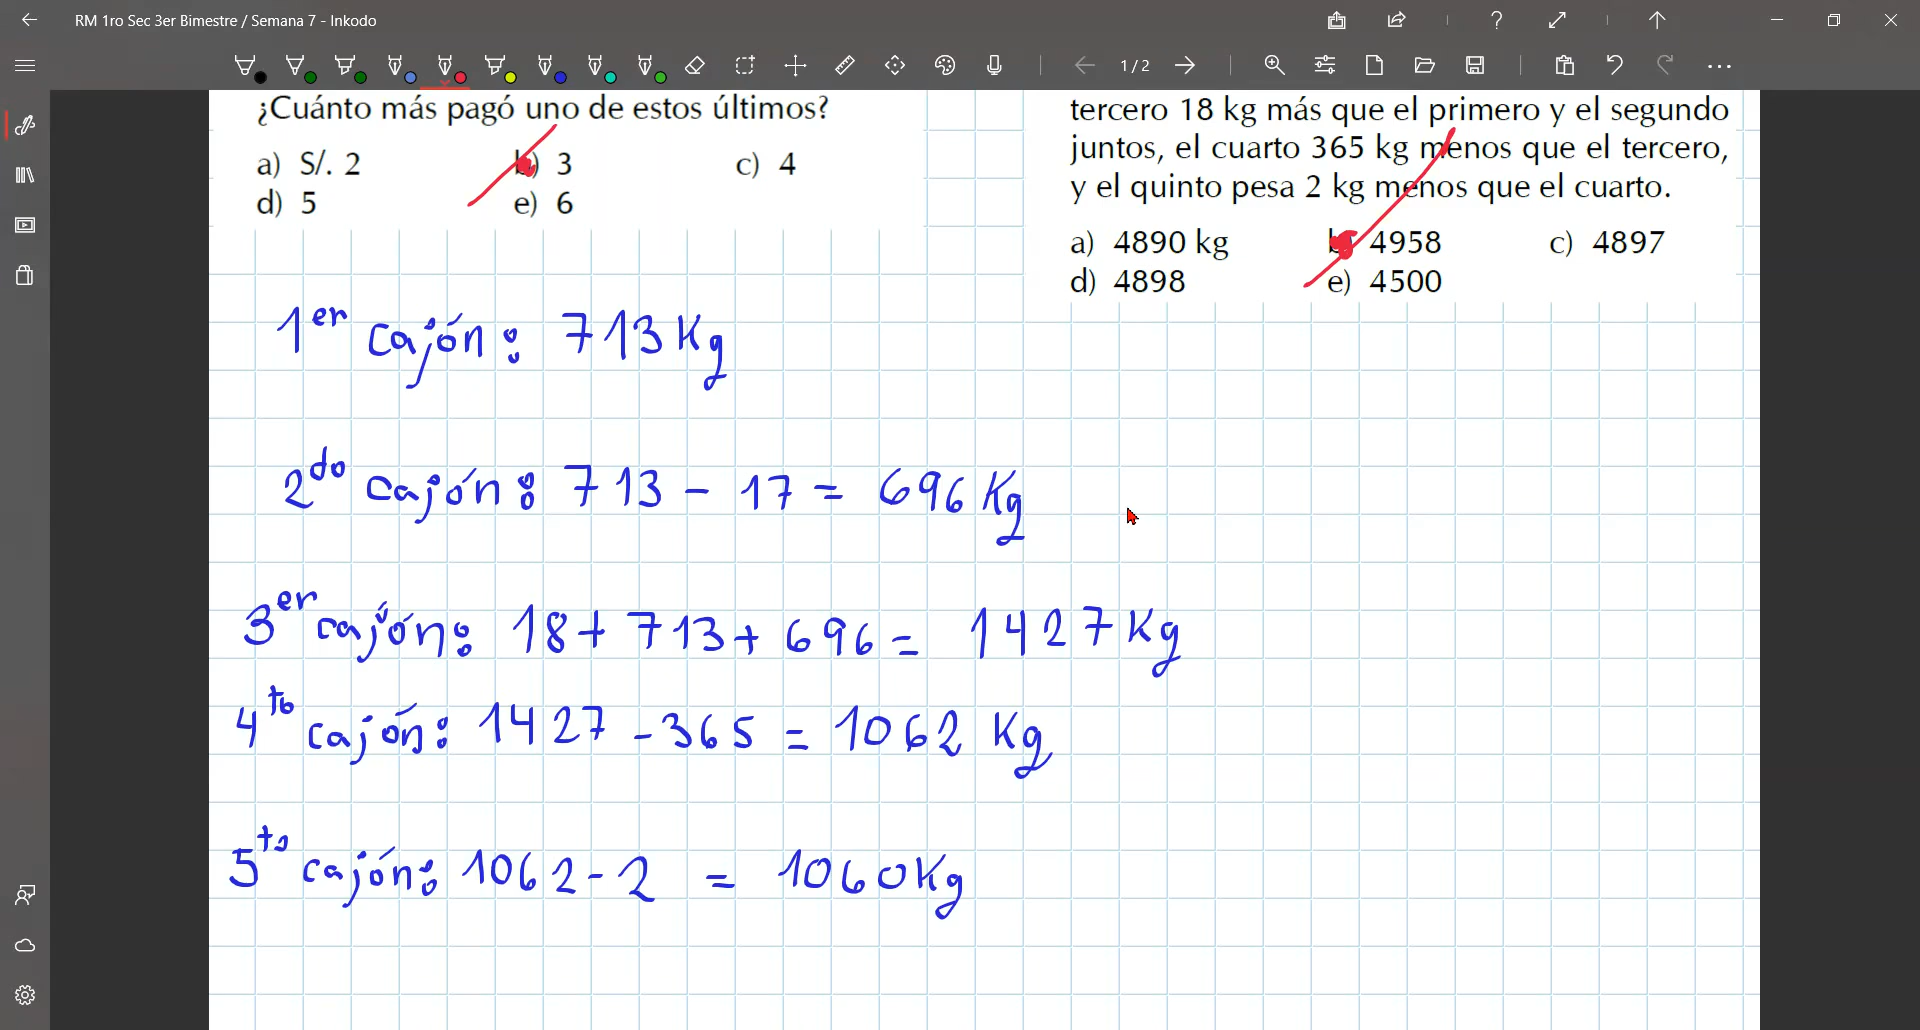 RM 1ro Sec 3er Bimestre / Semana 7 - Inkodo
1 / 2
¿Cuánto más pagó uno de estos últimos?
a) S/. 2 b) 3 c) 4
d) 5 e) 6
tercero 18 kg más que el primero y el segundo
juntos, el cuarto 365 kg menos que el tercero,
y el quinto pesa 2 kg menos que el cuarto.
a) 4890 kg b) 4958 c) 4897
d) 4898 e) 4500
1er cajón: 713 Kg
2do cajón: 713 - 17 = 696 Kg
3er cajón: 18 + 713 + 696 = 1427 Kg
4to cajón: 1427 - 365 = 1062 Kg
5to cajón: 1062 - 2 = 1060 Kg